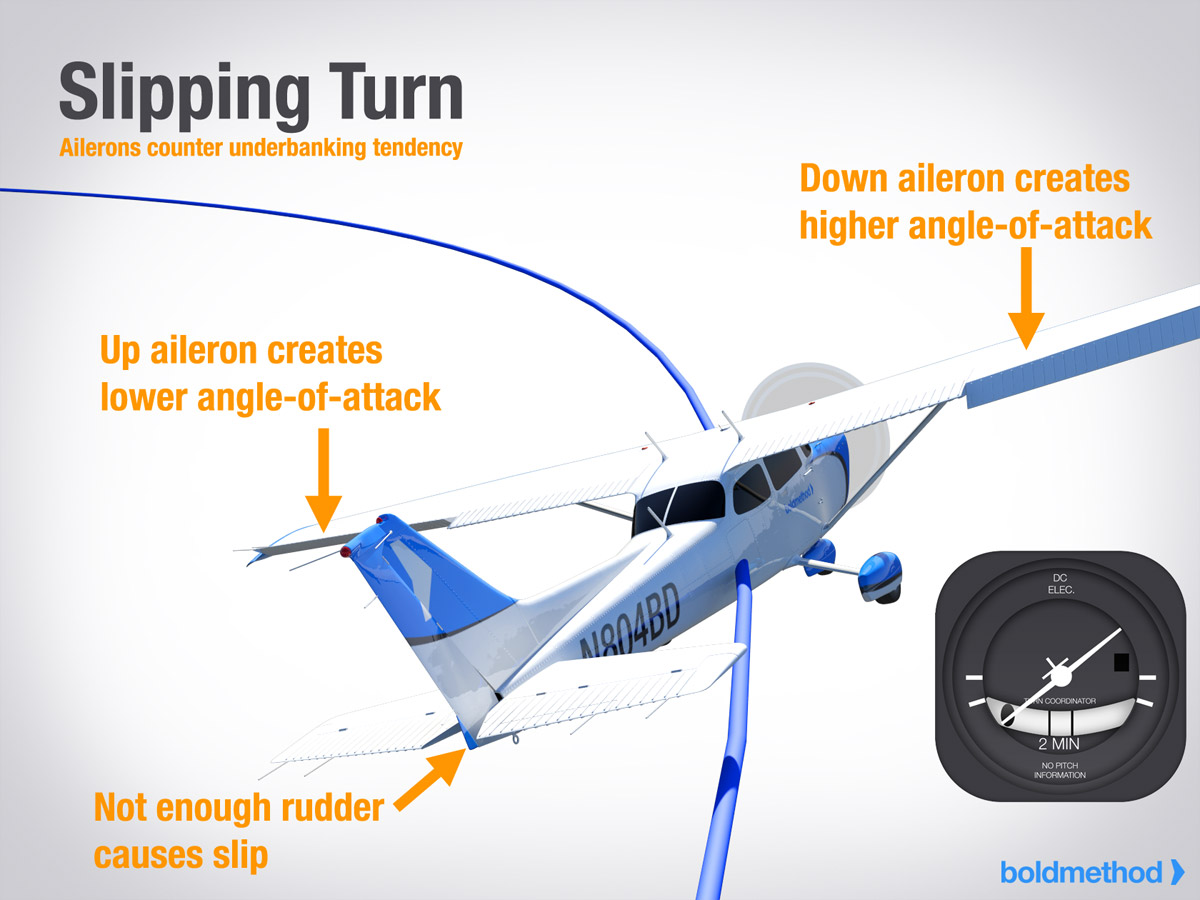 Slipping Turn
Ailerons counter underbanking tendency
Down aileron creates
higher angle-of-attack
Up aileron creates
lower angle-of-attack
boldmethod
N804BD
DC
ELEC.
TURN COORDINATOR
2 MIN
NO PITCH
INFORMATION
Not enough rudder
causes slip
boldmethod